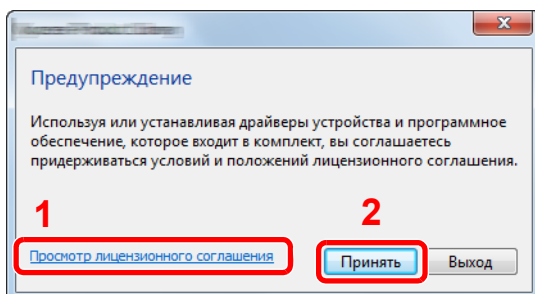 Предупреждение
Используя или устанавливая драйверы устройства и программное
обеспечение, которое входит в комплект, вы соглашаетесь
придерживаться условий и положений лицензионного соглашения.
1
2
Просмотр лицензионного соглашения
Принять
Выход